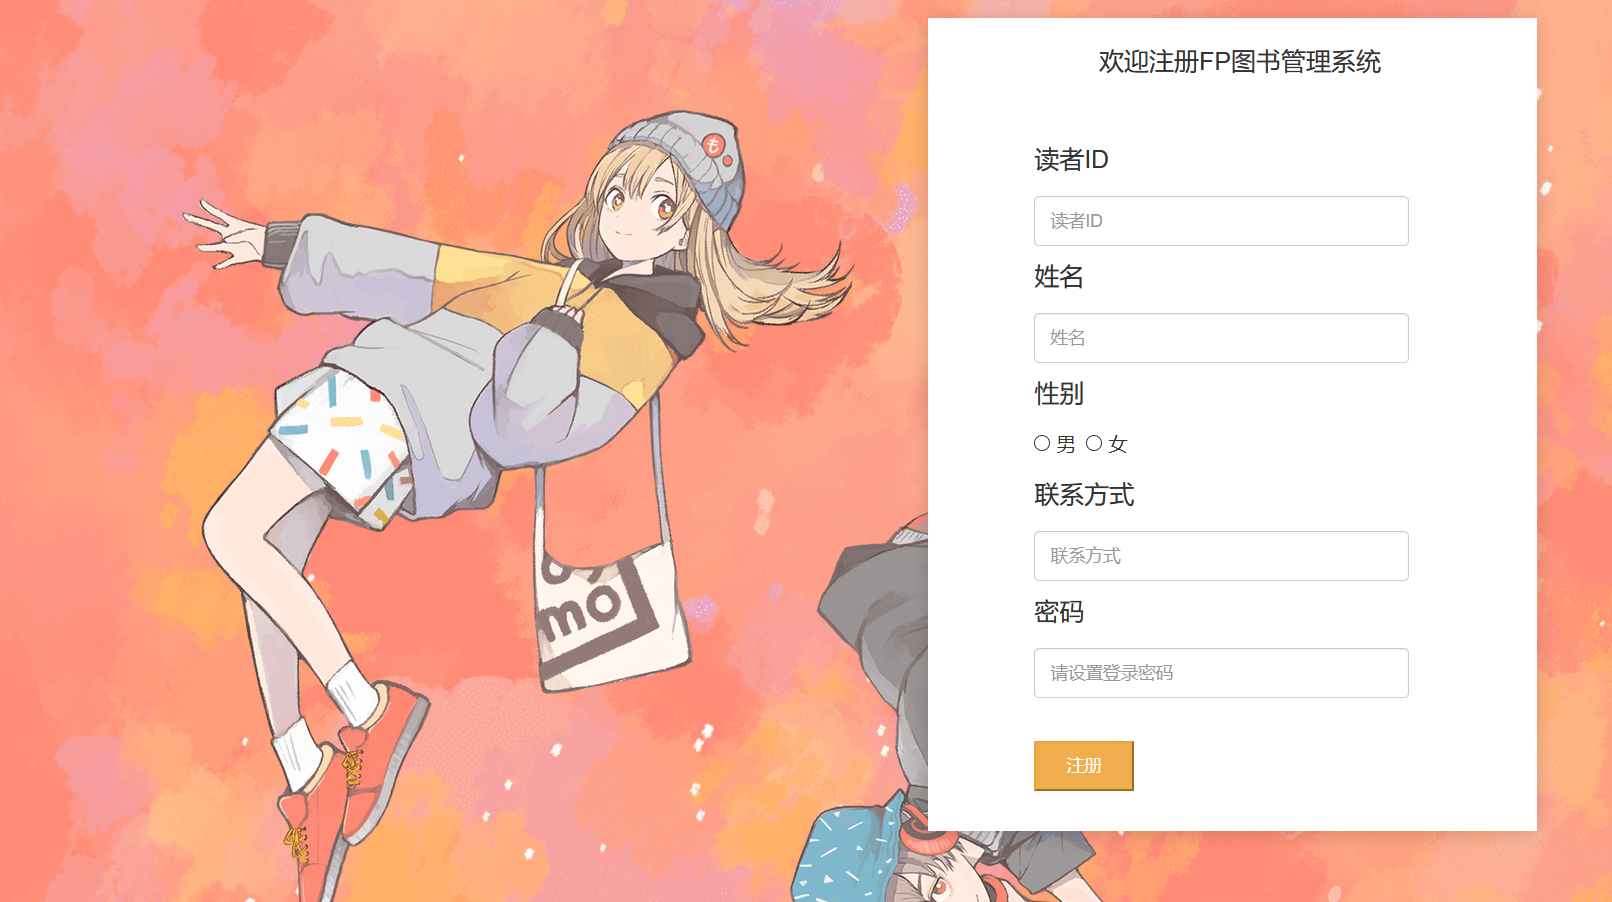 欢迎注册FP图书管理系统
读者ID
读者ID
姓名
姓名
性别
男 女
联系方式
联系方式
密码
请设置登录密码
注册
も
mo